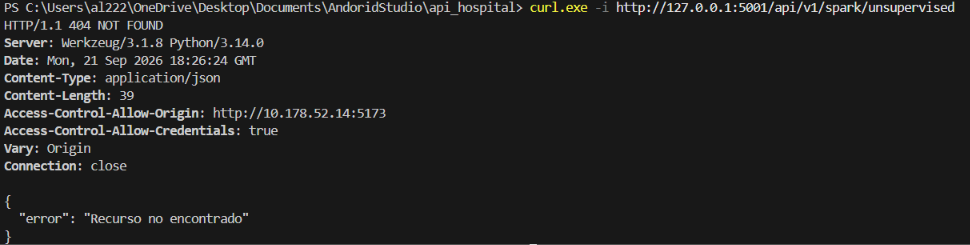 PS C:\Users\al222\OneDrive\Desktop\Documents\AndoridStudio\api_hospital> curl.exe -i http://127.0.0.1:5001/api/v1/spark/unsupervised
HTTP/1.1 404 NOT FOUND
Server: Werkzeug/3.1.8 Python/3.14.0
Date: Mon, 21 Sep 2026 18:26:24 GMT
Content-Type: application/json
Content-Length: 39
Access-Control-Allow-Origin: http://10.178.52.14:5173
Access-Control-Allow-Credentials: true
Vary: Origin
Connection: close

{
  "error": "Recurso no encontrado"
}